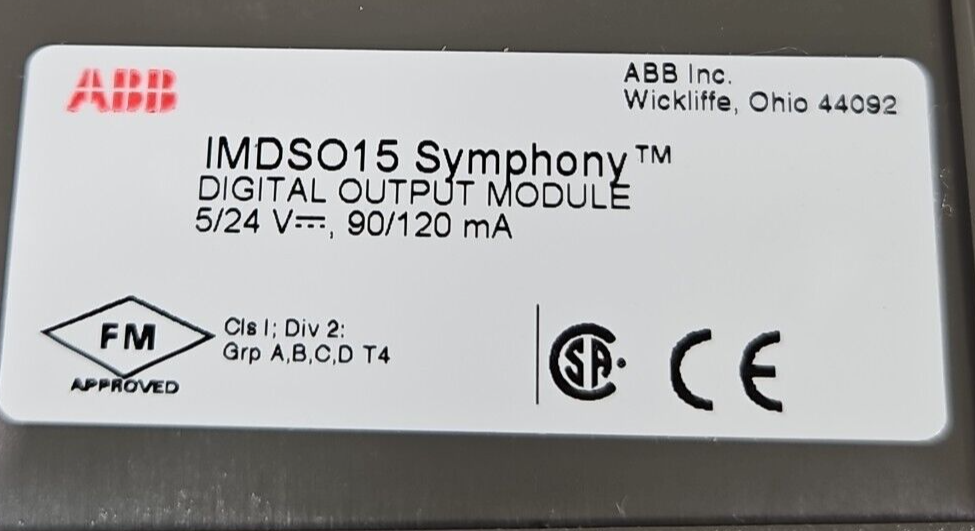 ABB
ABB Inc.
Wickliffe, Ohio 44092
IMDSO15 Symphony™
DIGITAL OUTPUT MODULE
5/24 V⎓, 90/120 mA
FM
APPROVED
Cls I; Div 2:
Grp A,B,C,D T4
SA
CE